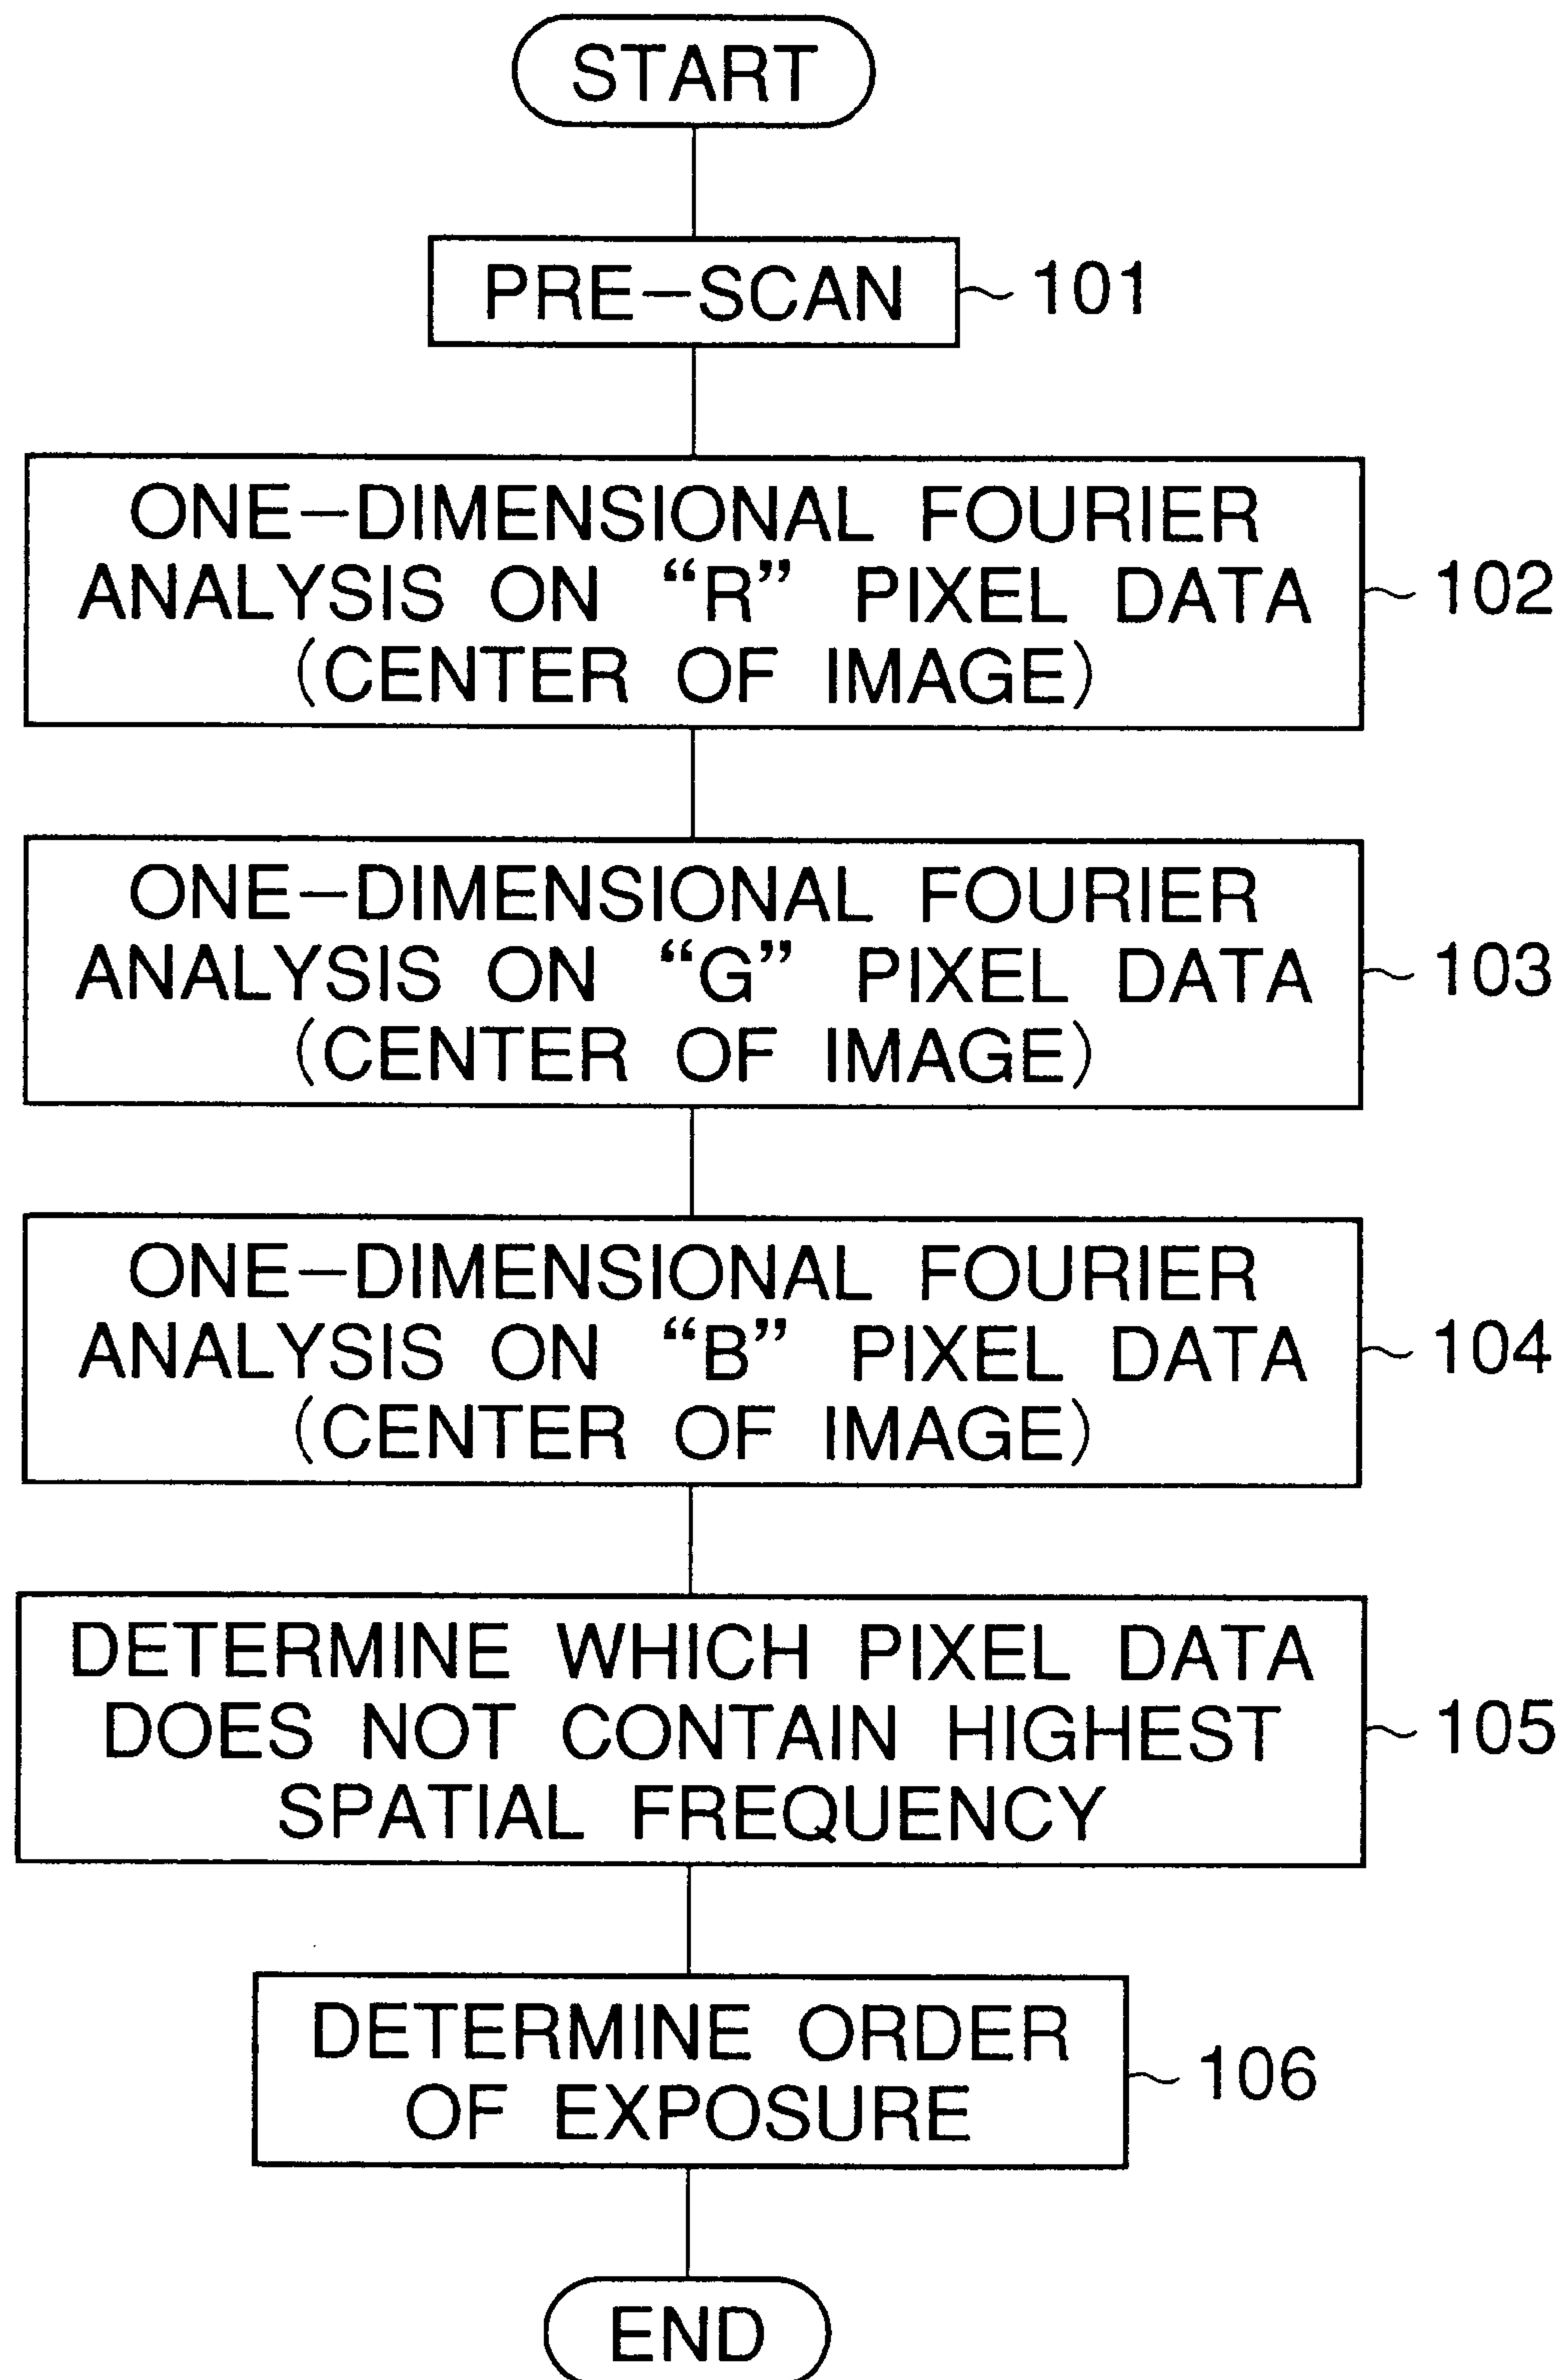 START
PRE-SCAN
101
ONE-DIMENSIONAL FOURIER
ANALYSIS ON “R” PIXEL DATA
(CENTER OF IMAGE)
102
ONE-DIMENSIONAL FOURIER
ANALYSIS ON “G” PIXEL DATA
(CENTER OF IMAGE)
103
ONE-DIMENSIONAL FOURIER
ANALYSIS ON “B” PIXEL DATA
(CENTER OF IMAGE)
104
DETERMINE WHICH PIXEL DATA
DOES NOT CONTAIN HIGHEST
SPATIAL FREQUENCY
105
DETERMINE ORDER
OF EXPOSURE
106
END